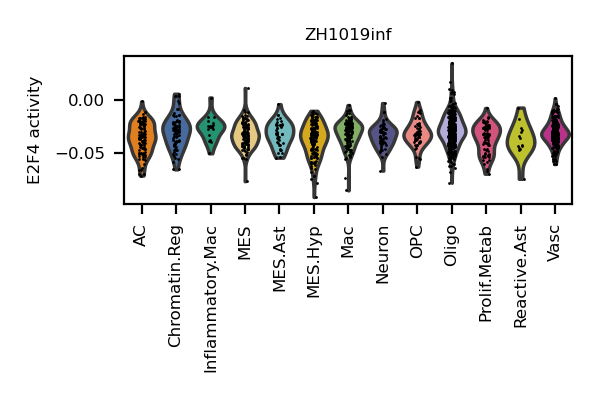 ZH1019inf
E2F4 activity
0.00
−0.05
AC
Chromatin.Reg
Inflammatory.Mac
MES
MES.Ast
MES.Hyp
Mac
Neuron
OPC
Oligo
Prolif.Metab
Reactive.Ast
Vasc